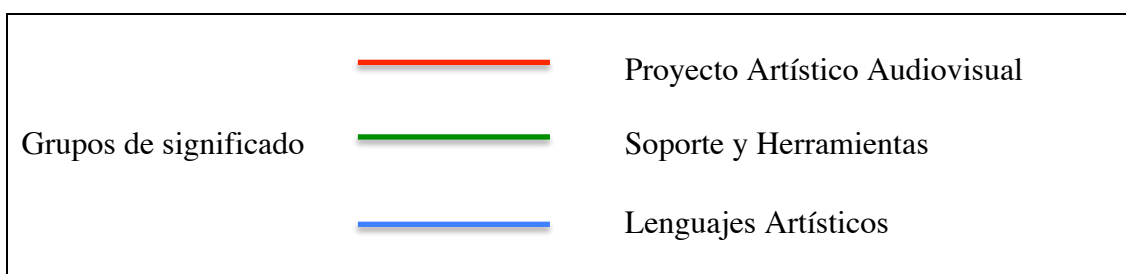 Proyecto Artístico Audiovisual
Grupos de significado
Soporte y Herramientas
Lenguajes Artísticos